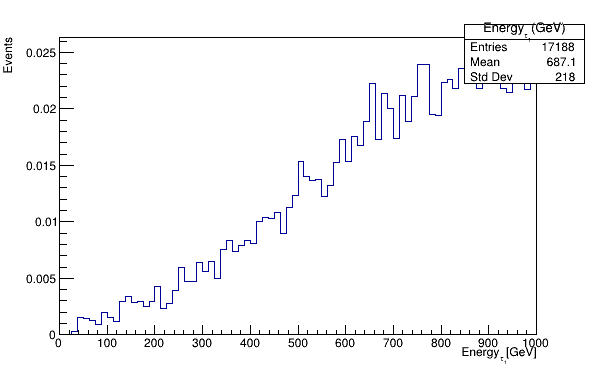 Energy_τ₁ (GeV)
Entries 17188
Mean 687.1
Std Dev 218
Events
0.025
0.02
0.015
0.01
0.005
0
0 100 200 300 400 500 600 700 800 900 1000
Energy_τ₁ [GeV]